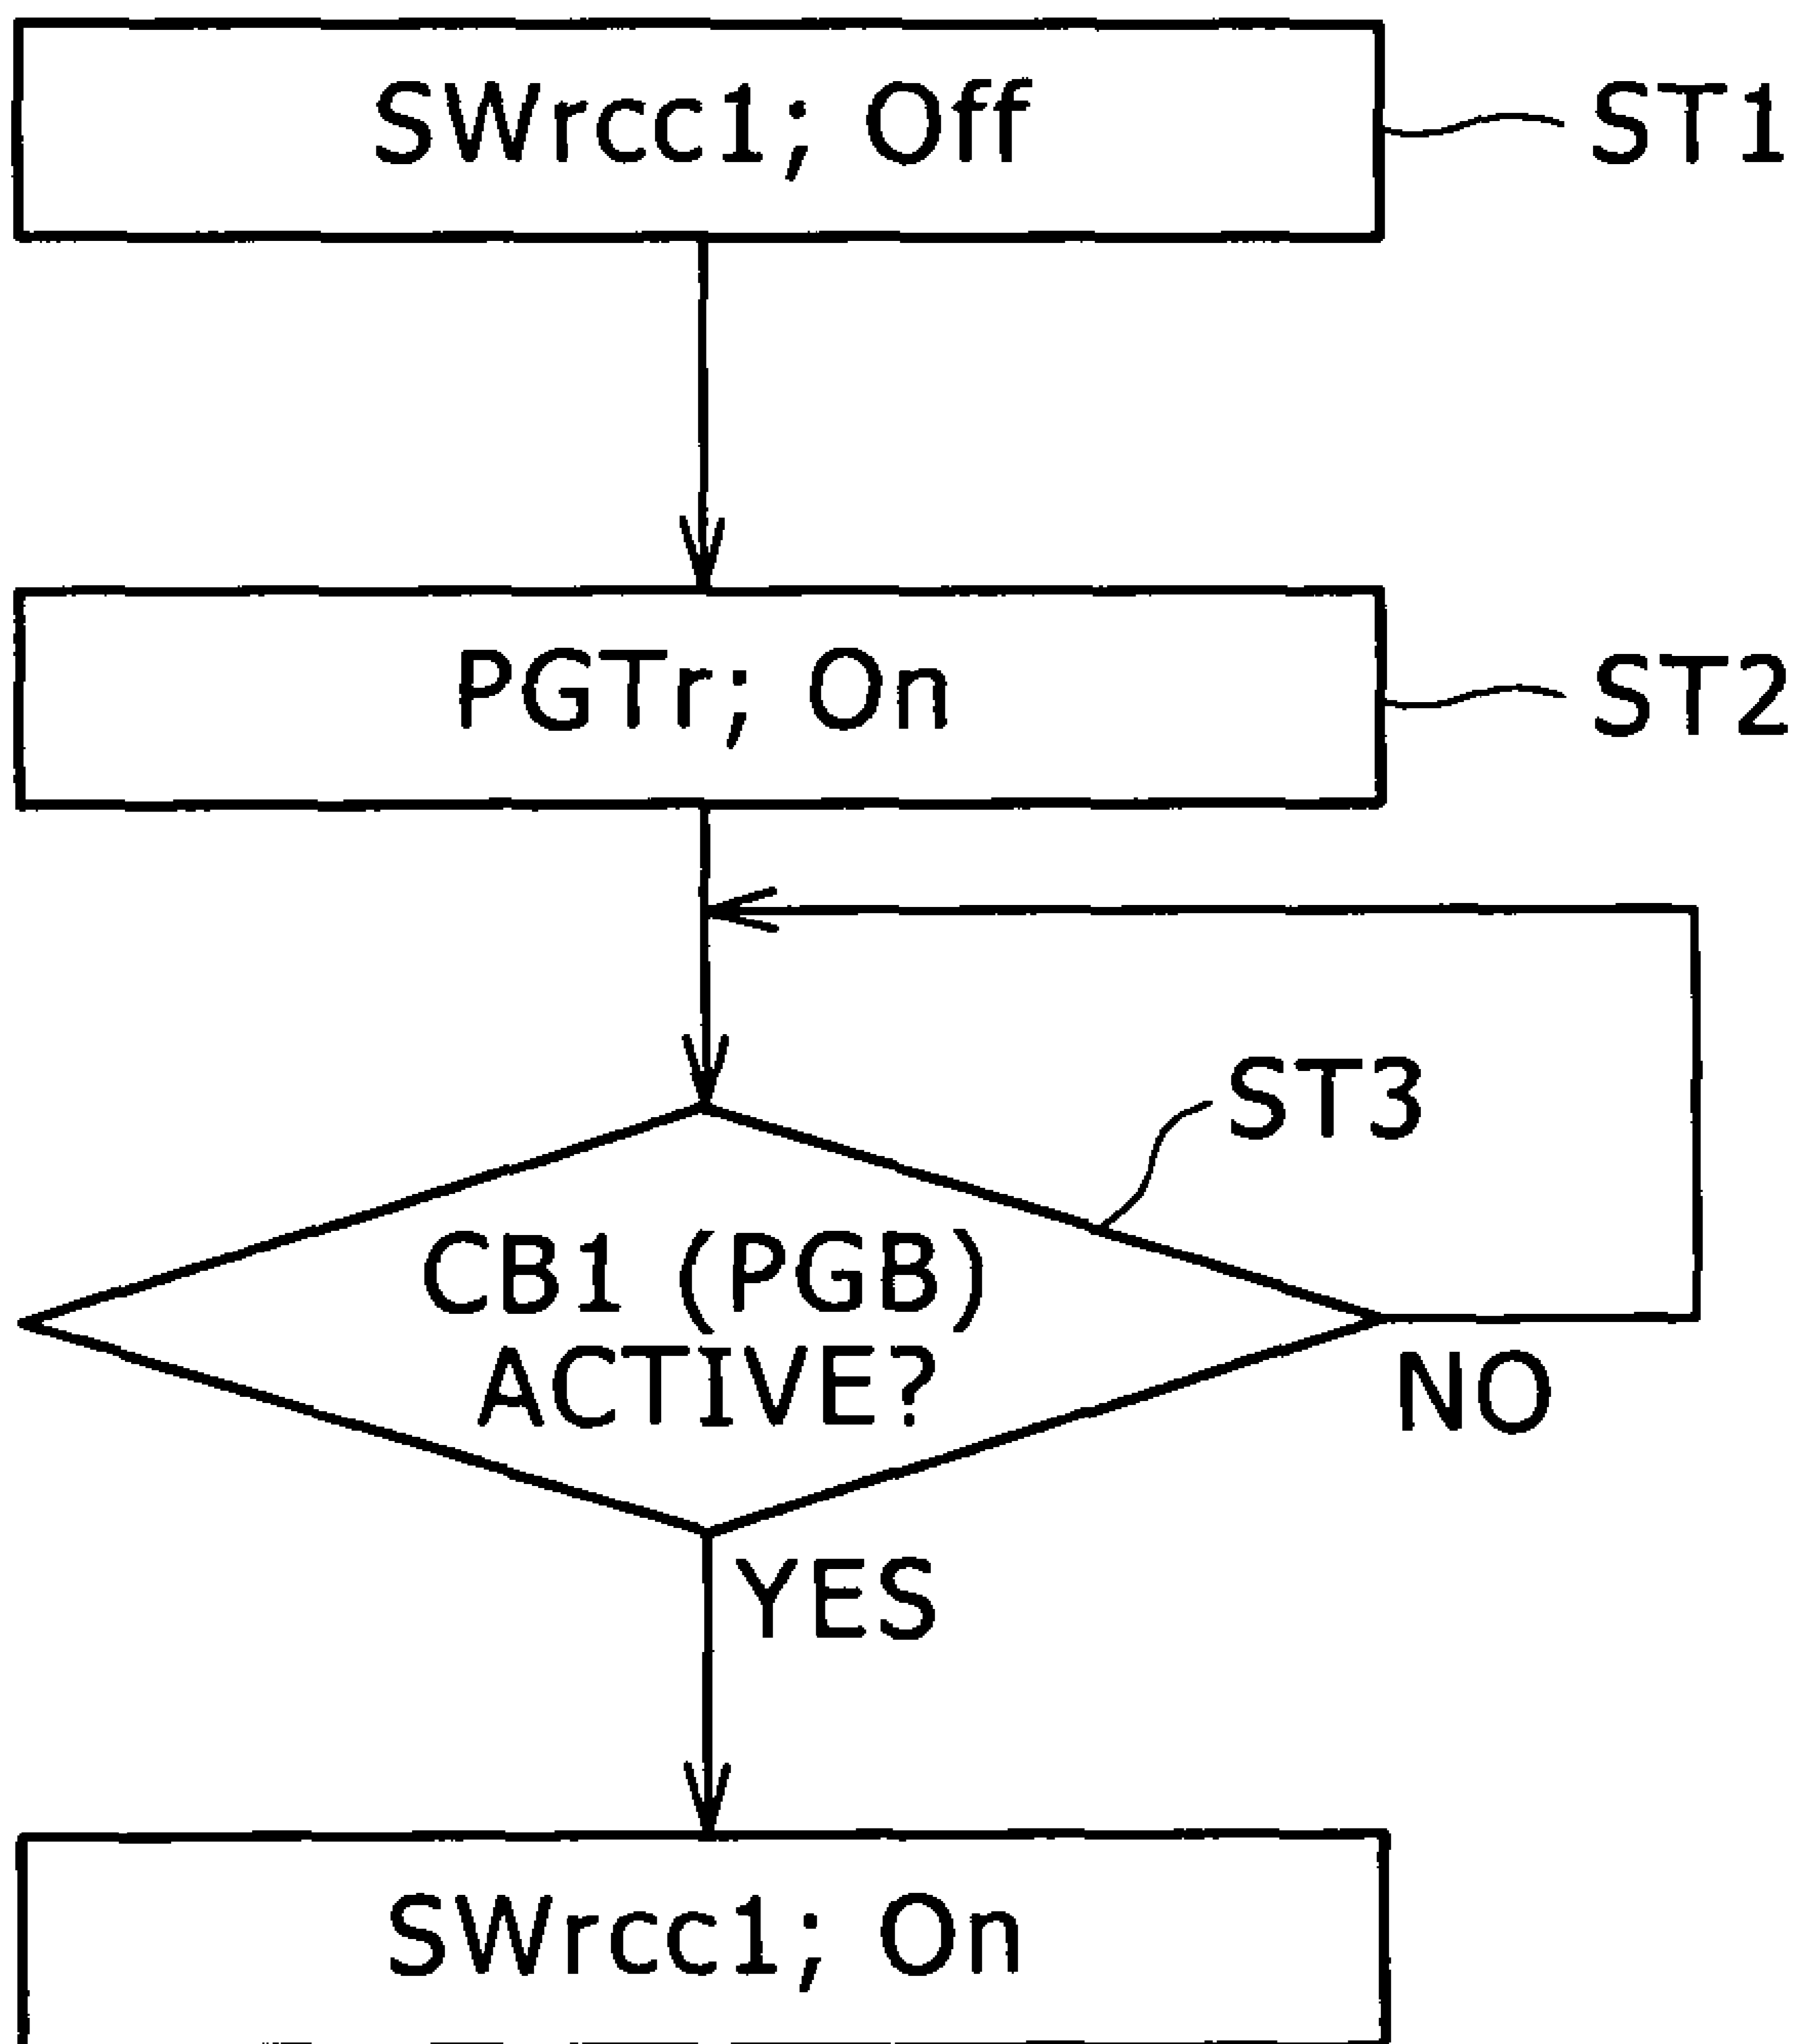 SWrcc1; Off
ST1
PGTr; On
ST2
ST3
CB1 (PGB)
ACTIVE?
NO
YES
SWrcc1; On